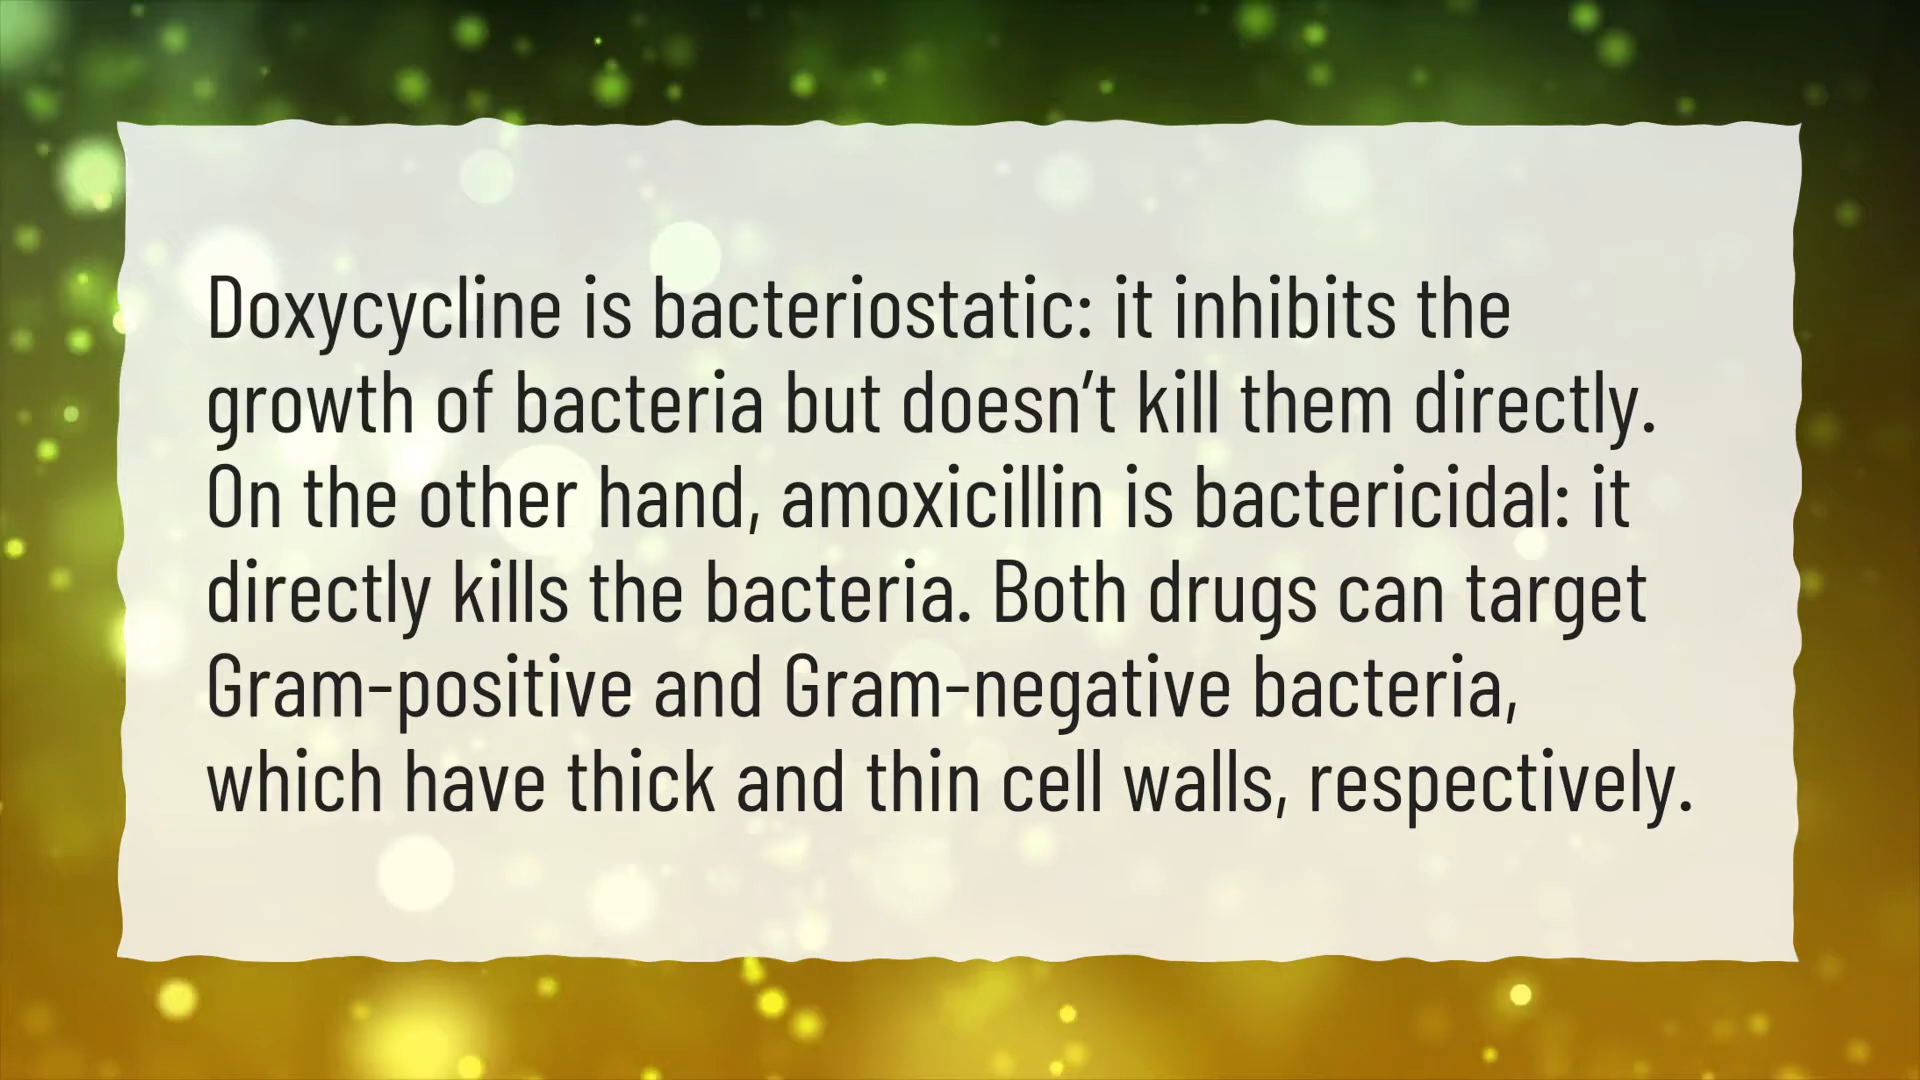 Doxycycline is bacteriostatic: it inhibits the
growth of bacteria but doesn’t kill them directly.
On the other hand, amoxicillin is bactericidal: it
directly kills the bacteria. Both drugs can target
Gram-positive and Gram-negative bacteria,
which have thick and thin cell walls, respectively.